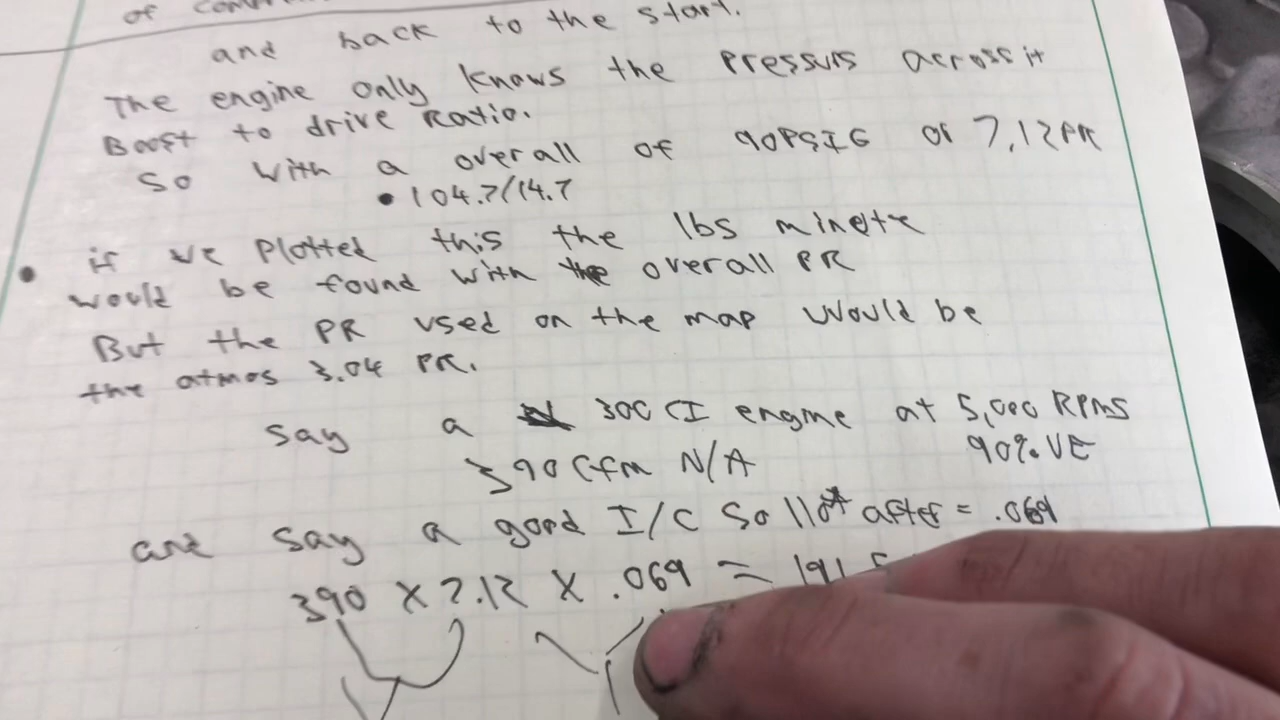 of
and back to the start.
The engine only knows the pressurs across it
Boost to drive Ratio.
So with a overall of 90PSIG or 7.12PR
• 104.7/14.7
• if we plotted this the lbs minute
would be found with the overall PR
But the PR used on the map would be
the atmos 3.04 PR.
Say a 300 CI engine at 5,000 RPMS
390 Cfm N/A 90% VE
and say a good I/C So 110° after = .069
390 X 7.12 X .069 = 191.5